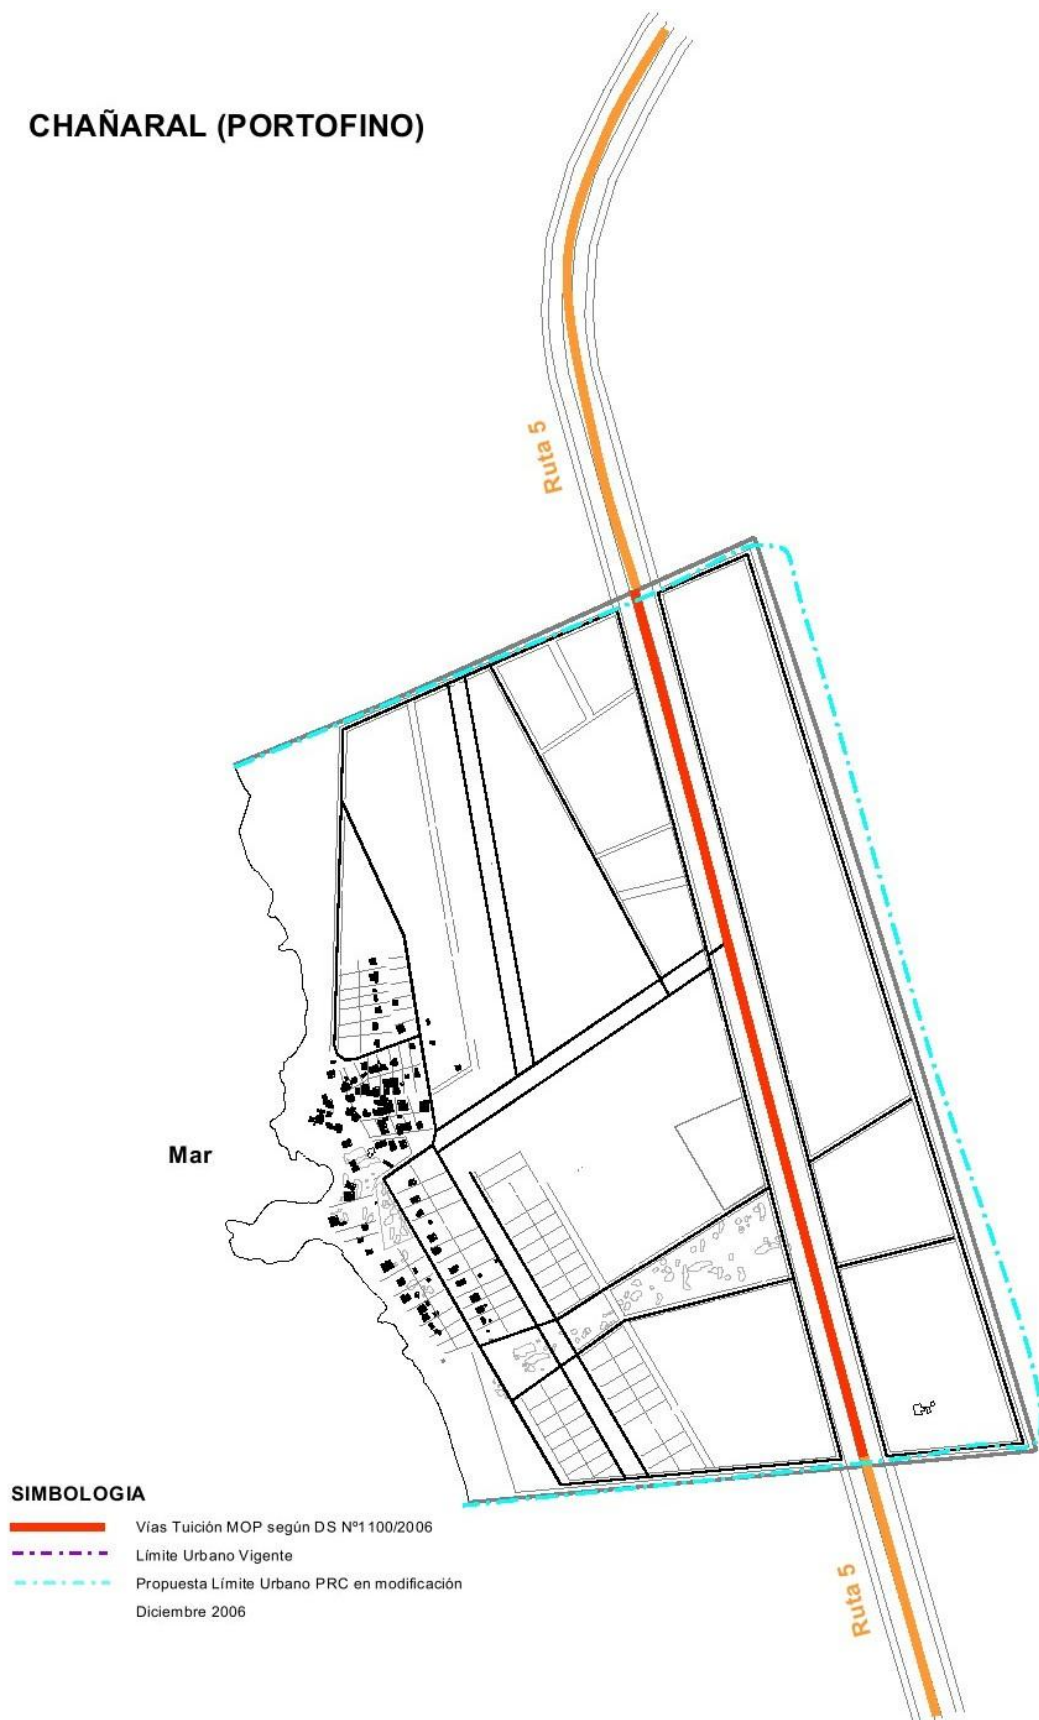 CHAÑARAL (PORTOFINO)
Ruta 5
Mar
SIMBOLOGIA
Vías Tuición MOP según DS Nº1100/2006
Límite Urbano Vigente
Propuesta Límite Urbano PRC en modificación
Diciembre 2006
Ruta 5